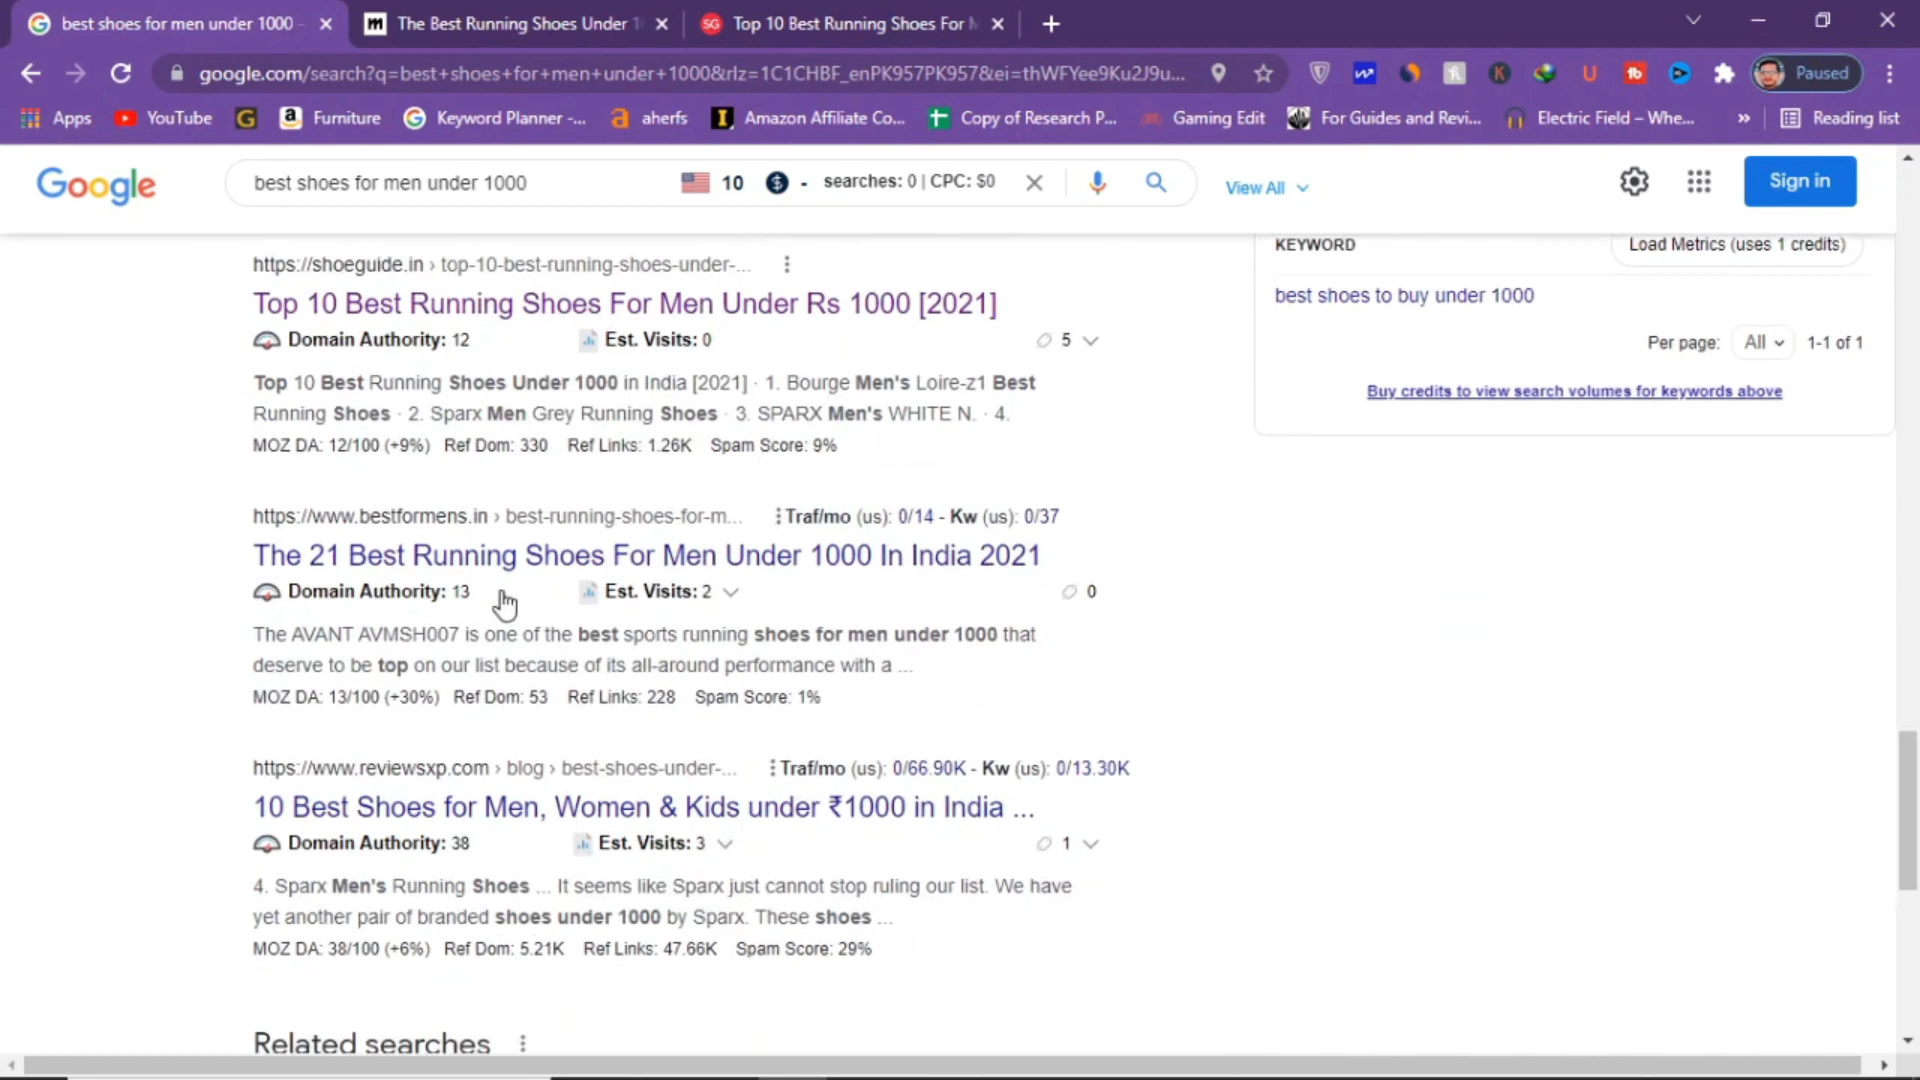 best shoes for men under 1000 -
The Best Running Shoes Under 1
SG
Top 10 Best Running Shoes For M
google.com/search?q=best+shoes+for+men+under+1000&rlz=1C1CHBF_enPK957PK957&ei=thWFYee9Ku2J9u...
Paused
Apps
YouTube
Furniture
Keyword Planner -...
aherfs
Amazon Affiliate Co...
Copy of Research P...
Gaming Edit
For Guides and Revi...
Electric Field – Whe...
»
Reading list
Google
best shoes for men under 1000
10
- searches: 0 | CPC: $0
View All
Sign in
KEYWORD
Load Metrics (uses 1 credits)
best shoes to buy under 1000
Per page:
All
1-1 of 1
Buy credits to view search volumes for keywords above
https://shoeguide.in › top-10-best-running-shoes-under-...
Top 10 Best Running Shoes For Men Under Rs 1000 [2021]
Domain Authority: 12
Est. Visits: 0
5
Top 10 Best Running Shoes Under 1000 in India [2021] · 1. Bourge Men's Loire-z1 Best
Running Shoes · 2. Sparx Men Grey Running Shoes · 3. SPARX Men's WHITE N. · 4.
MOZ DA: 12/100 (+9%) Ref Dom: 330 Ref Links: 1.26K Spam Score: 9%
https://www.bestformens.in › best-running-shoes-for-m...
Traf/mo (us): 0/14 - Kw (us): 0/37
The 21 Best Running Shoes For Men Under 1000 In India 2021
Domain Authority: 13
Est. Visits: 2
0
The AVANT AVMSH007 is one of the best sports running shoes for men under 1000 that
deserve to be top on our list because of its all-around performance with a ...
MOZ DA: 13/100 (+30%) Ref Dom: 53 Ref Links: 228 Spam Score: 1%
https://www.reviewsxp.com › blog › best-shoes-under-...
Traf/mo (us): 0/66.90K - Kw (us): 0/13.30K
10 Best Shoes for Men, Women & Kids under ₹1000 in India ...
Domain Authority: 38
Est. Visits: 3
1
4. Sparx Men's Running Shoes ... It seems like Sparx just cannot stop ruling our list. We have
yet another pair of branded shoes under 1000 by Sparx. These shoes ...
MOZ DA: 38/100 (+6%) Ref Dom: 5.21K Ref Links: 47.66K Spam Score: 29%
Related searches